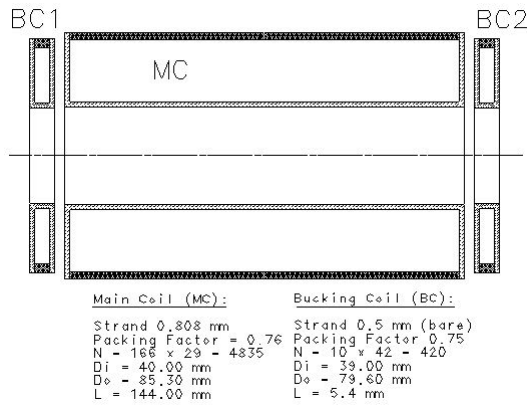 BC1
BC2
MC
Main Coil (MC):
Strand 0.808 mm
Packing Factor = 0.76
N - 166 x 29 - 4835
Di = 40.00 mm
Do - 85.30 mm
L = 144.00 mm
Bucking Coil (BC):
Strand 0.5 mm (bare)
Packing Factor 0.75
N - 10 x 42 - 420
Di = 39.00 mm
Do - 79.60 mm
L = 5.4 mm